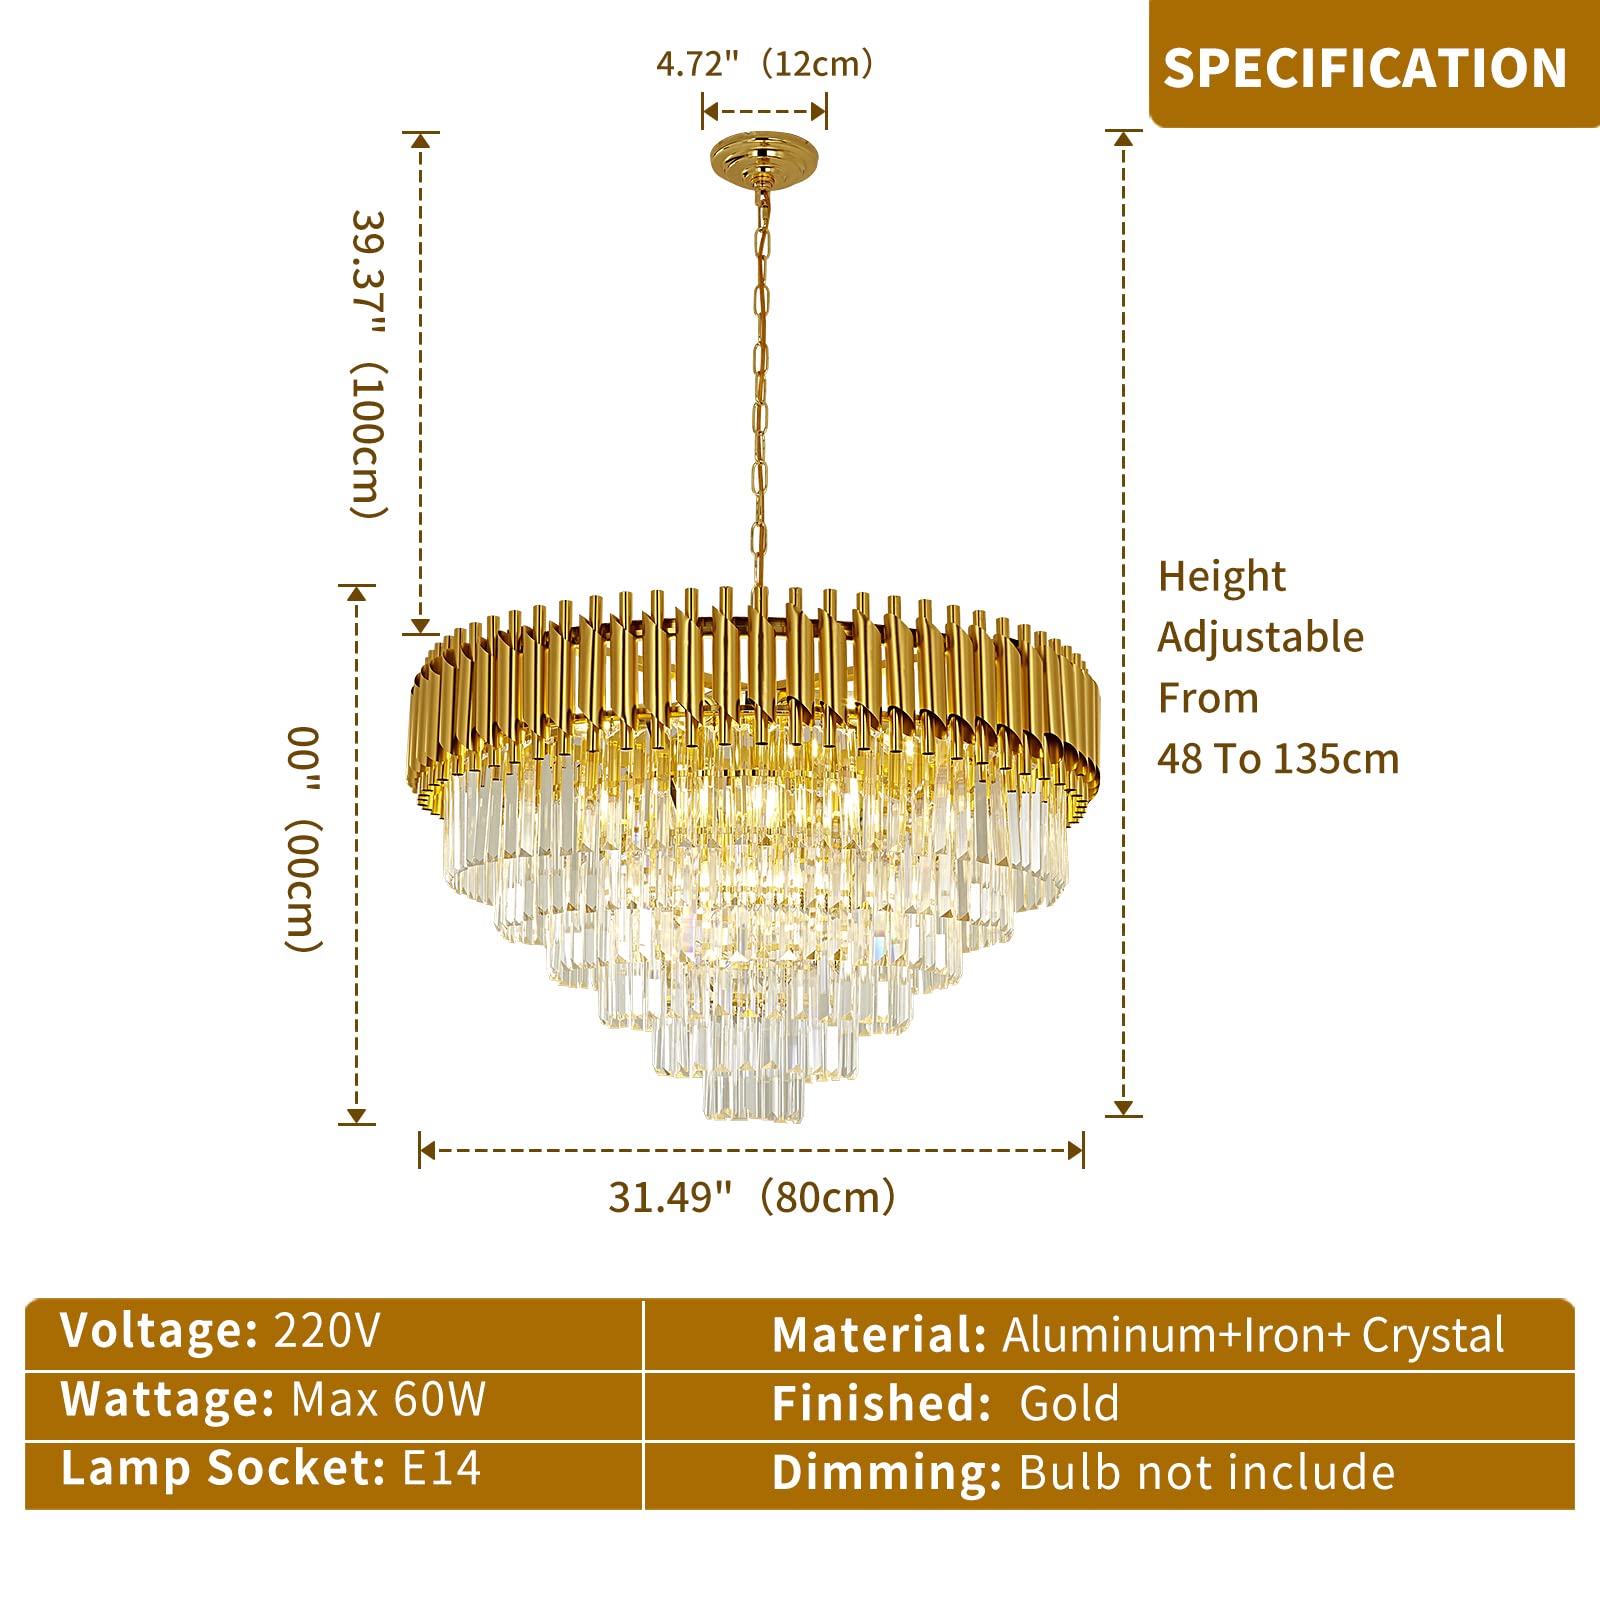 SPECIFICATION
4.72" (12cm)
39.37" (100cm)
00" (00cm)
Height
Adjustable
From
48 To 135cm
31.49" (80cm)
Voltage: 220V
Material: Aluminum+Iron+ Crystal
Wattage: Max 60W
Finished: Gold
Lamp Socket: E14
Dimming: Bulb not include